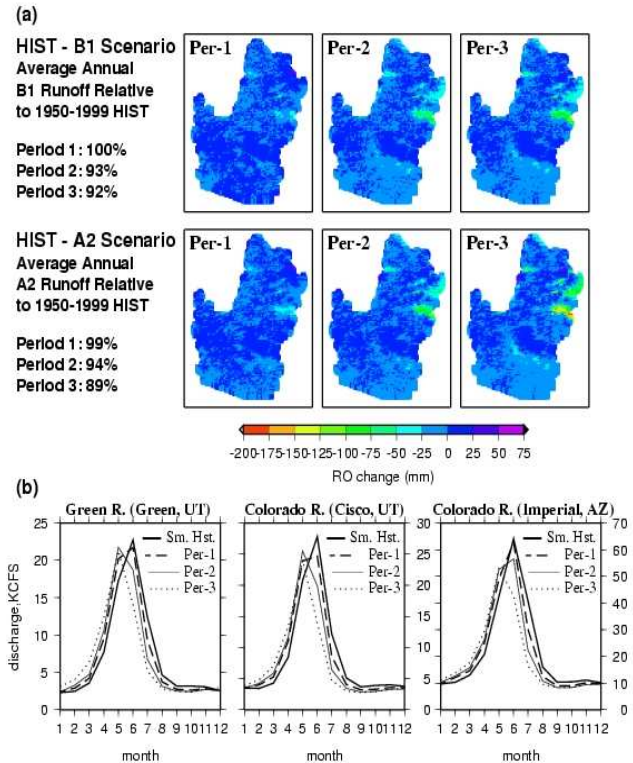 (a)
HIST - B1 Scenario
Average Annual
B1 Runoff Relative
to 1950-1999 HIST
Period 1: 100%
Period 2: 93%
Period 3: 92%
Per-1
Per-2
Per-3
HIST - A2 Scenario
Average Annual
A2 Runoff Relative
to 1950-1999 HIST
Period 1: 99%
Period 2: 94%
Period 3: 89%
Per-1
Per-2
Per-3
-200 -175 -150 -125 -100 -75 -50 -25 0 25 50 75
RO change (mm)
(b)
Green R. (Green, UT)
Colorado R. (Cisco, UT)
Colorado R. (Imperial, AZ)
discharge, KCFS
25
20
15
10
5
0
Sm. Hst.
Per-1
Per-2
Per-3
1 2 3 4 5 6 7 8 9 10 11 12
month
Sm. Hst.
Per-1
Per-2
Per-3
1 2 3 4 5 6 7 8 9 10 11 12
month
30
25
20
15
10
5
0
Sm. Hst.
Per-1
Per-2
Per-3
70
60
50
40
30
20
10
0
1 2 3 4 5 6 7 8 9 10 11 12
month